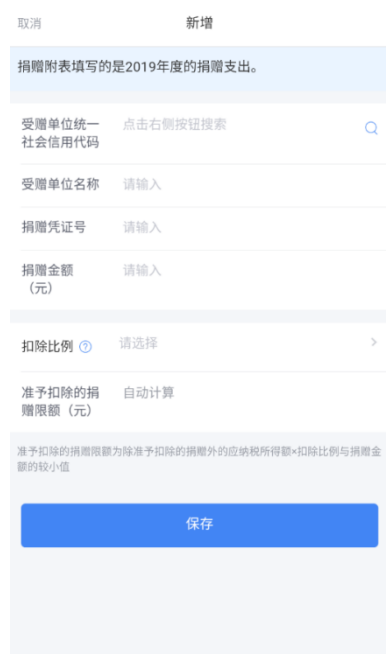 取消
新增
捐赠附表填写的是2019年度的捐赠支出。
受赠单位统一
社会信用代码
点击右侧按钮搜索
受赠单位名称
请输入
捐赠凭证号
请输入
捐赠金额
（元）
请输入
扣除比例
请选择
准予扣除的捐
赠限额（元）
自动计算
准予扣除的捐赠限额为除准予扣除的捐赠外的应纳税所得额×扣除比例与捐赠金
额的较小值
保存